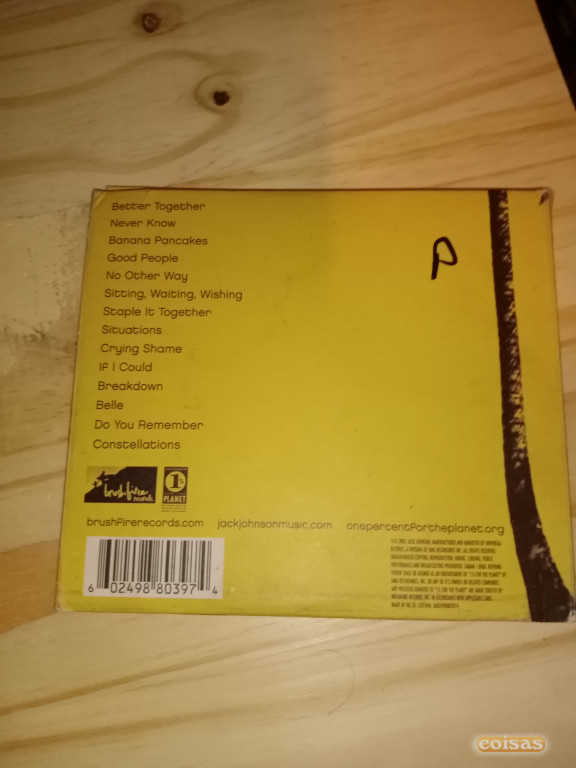 Better Together
Never Know
Banana Pancakes
Good People
No Other Way
Sitting, Waiting, Wishing
Staple It Together
Situations
Crying Shame
If I Could
Breakdown
Belle
Do You Remember
Constellations
P
brushfire
records
1%
PLANET
brushfirerecords.com jackjohnsonmusic.com onepercentfortheplanet.org
6 02498 80397 4
coisas